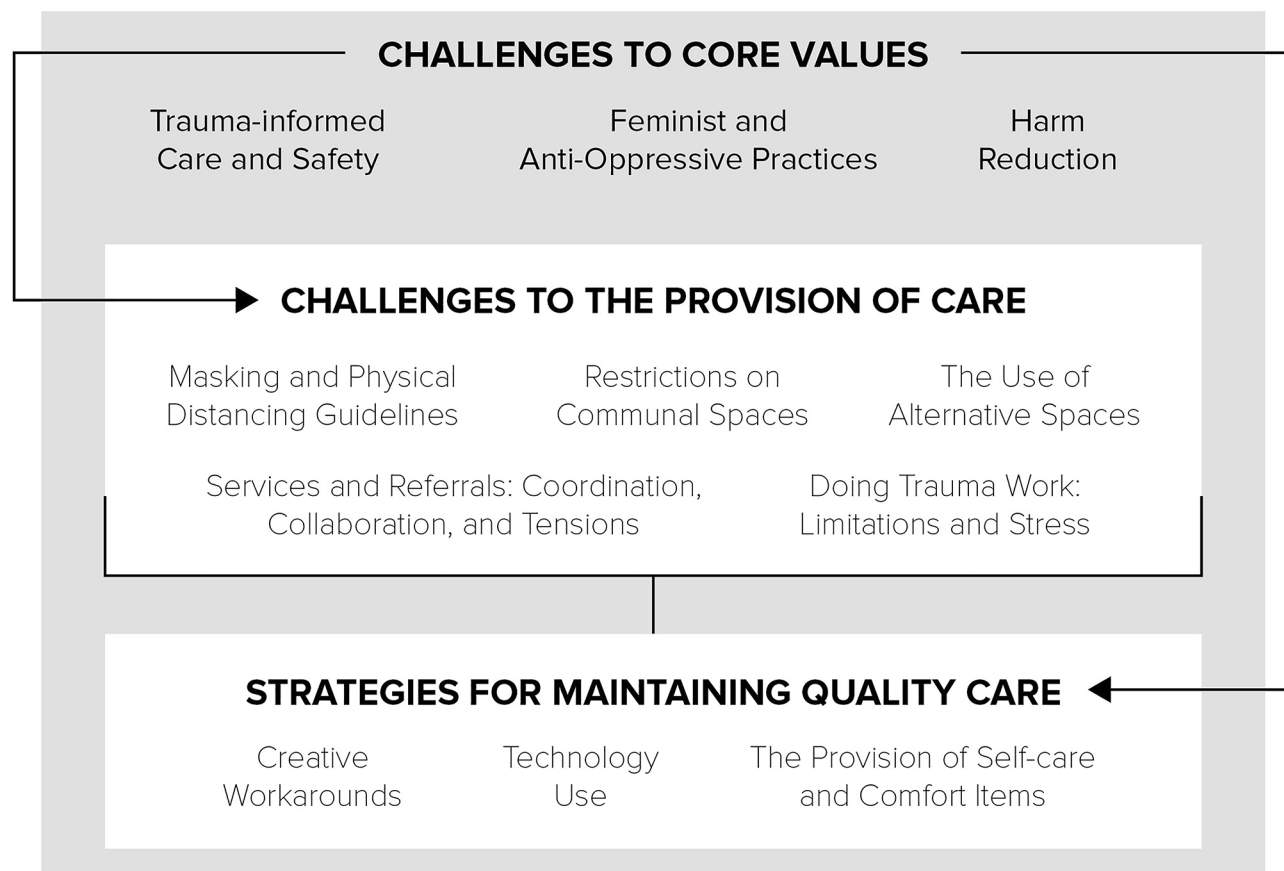 CHALLENGES TO CORE VALUES
Trauma-informed
Care and Safety
Feminist and
Anti-Oppressive Practices
Harm
Reduction
CHALLENGES TO THE PROVISION OF CARE
Masking and Physical
Distancing Guidelines
Restrictions on
Communal Spaces
The Use of
Alternative Spaces
Services and Referrals: Coordination,
Collaboration, and Tensions
Doing Trauma Work:
Limitations and Stress
STRATEGIES FOR MAINTAINING QUALITY CARE
Creative
Workarounds
Technology
Use
The Provision of Self-care
and Comfort Items